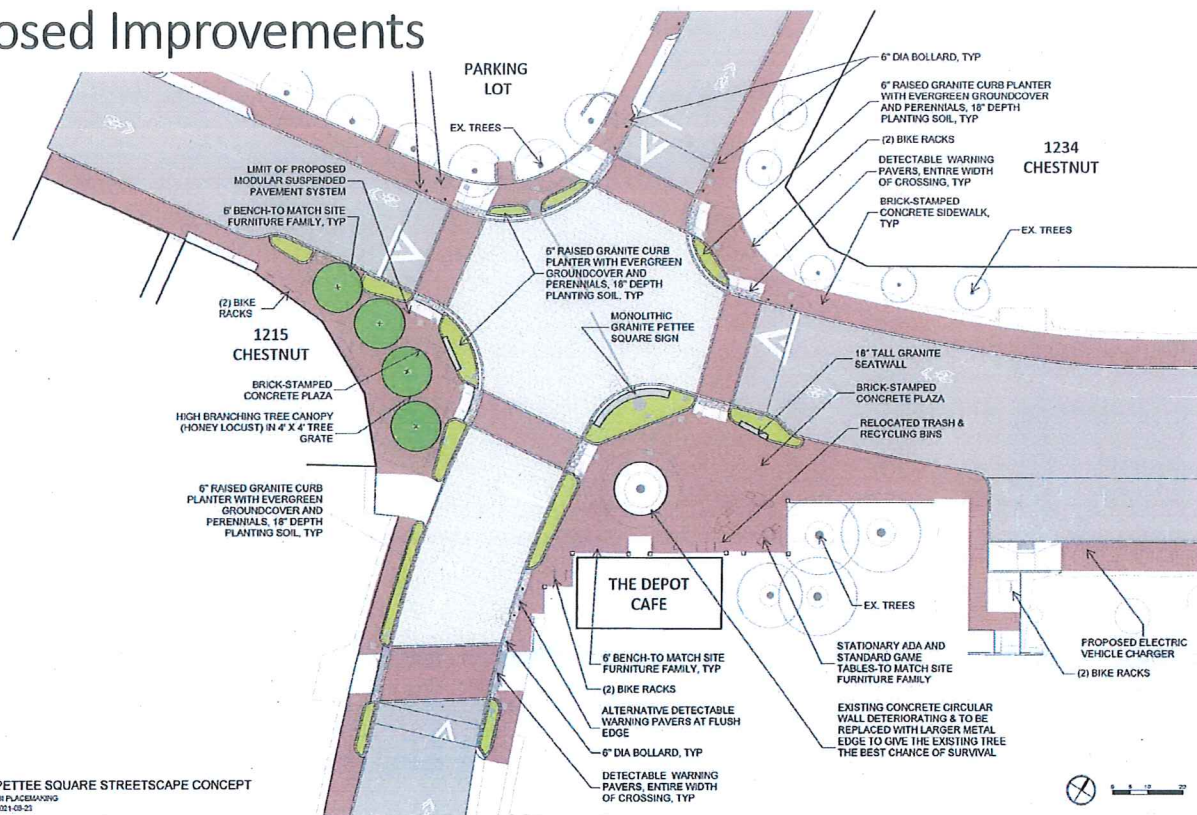 osed Improvements
PARKING
LOT
EX. TREES
6" DIA BOLLARD, TYP
6" RAISED GRANITE CURB PLANTER
WITH EVERGREEN GROUNDCOVER
AND PERENNIALS, 18" DEPTH
PLANTING SOIL, TYP
(2) BIKE RACKS
DETECTABLE WARNING
PAVERS, ENTIRE WIDTH
OF CROSSING, TYP
BRICK-STAMPED
CONCRETE SIDEWALK,
TYP
1234
CHESTNUT
EX. TREES
LIMIT OF PROPOSED
MODULAR SUSPENDED
PAVEMENT SYSTEM
6' BENCH-TO MATCH SITE
FURNITURE FAMILY, TYP
(2) BIKE
RACKS
1215
CHESTNUT
BRICK-STAMPED
CONCRETE PLAZA
HIGH BRANCHING TREE CANOPY
(HONEY LOCUST) IN 4' X 4' TREE
GRATE
6" RAISED GRANITE CURB
PLANTER WITH EVERGREEN
GROUNDCOVER AND
PERENNIALS, 18" DEPTH
PLANTING SOIL, TYP
6" RAISED GRANITE CURB
PLANTER WITH EVERGREEN
GROUNDCOVER AND
PERENNIALS, 18" DEPTH
PLANTING SOIL, TYP
MONOLITHIC
GRANITE PETTEE
SQUARE SIGN
18" TALL GRANITE
SEATWALL
BRICK-STAMPED
CONCRETE PLAZA
RELOCATED TRASH &
RECYCLING BINS
THE DEPOT
CAFE
EX. TREES
6' BENCH-TO MATCH SITE
FURNITURE FAMILY, TYP
(2) BIKE RACKS
ALTERNATIVE DETECTABLE
WARNING PAVERS AT FLUSH
EDGE
6" DIA BOLLARD, TYP
DETECTABLE WARNING
PAVERS, ENTIRE WIDTH
OF CROSSING, TYP
STATIONARY ADA AND
STANDARD GAME
TABLES-TO MATCH SITE
FURNITURE FAMILY
EXISTING CONCRETE CIRCULAR
WALL DETERIORATING & TO BE
REPLACED WITH LARGER METAL
EDGE TO GIVE THE EXISTING TREE
THE BEST CHANCE OF SURVIVAL
PROPOSED ELECTRIC
VEHICLE CHARGER
(2) BIKE RACKS
PETTEE SQUARE STREETSCAPE CONCEPT
PLACEMAKING